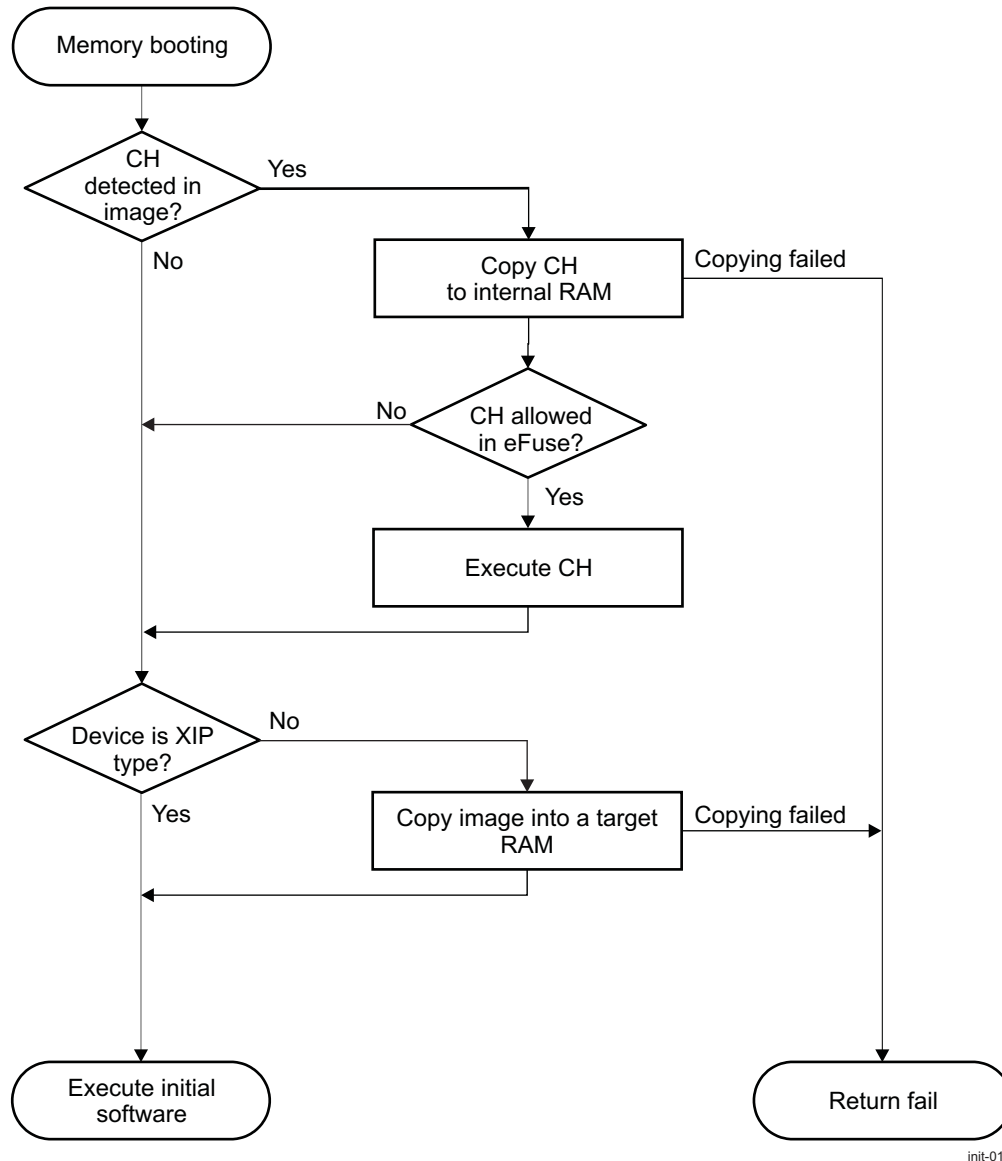 Memory booting
CH
detected in
image?
Yes
No
Copy CH
to internal RAM
Copying failed
No
CH allowed
in eFuse?
Yes
Execute CH
Device is XIP
type?
No
Yes
Copy image into a target
RAM
Copying failed
Execute initial
software
Return fail
init-01